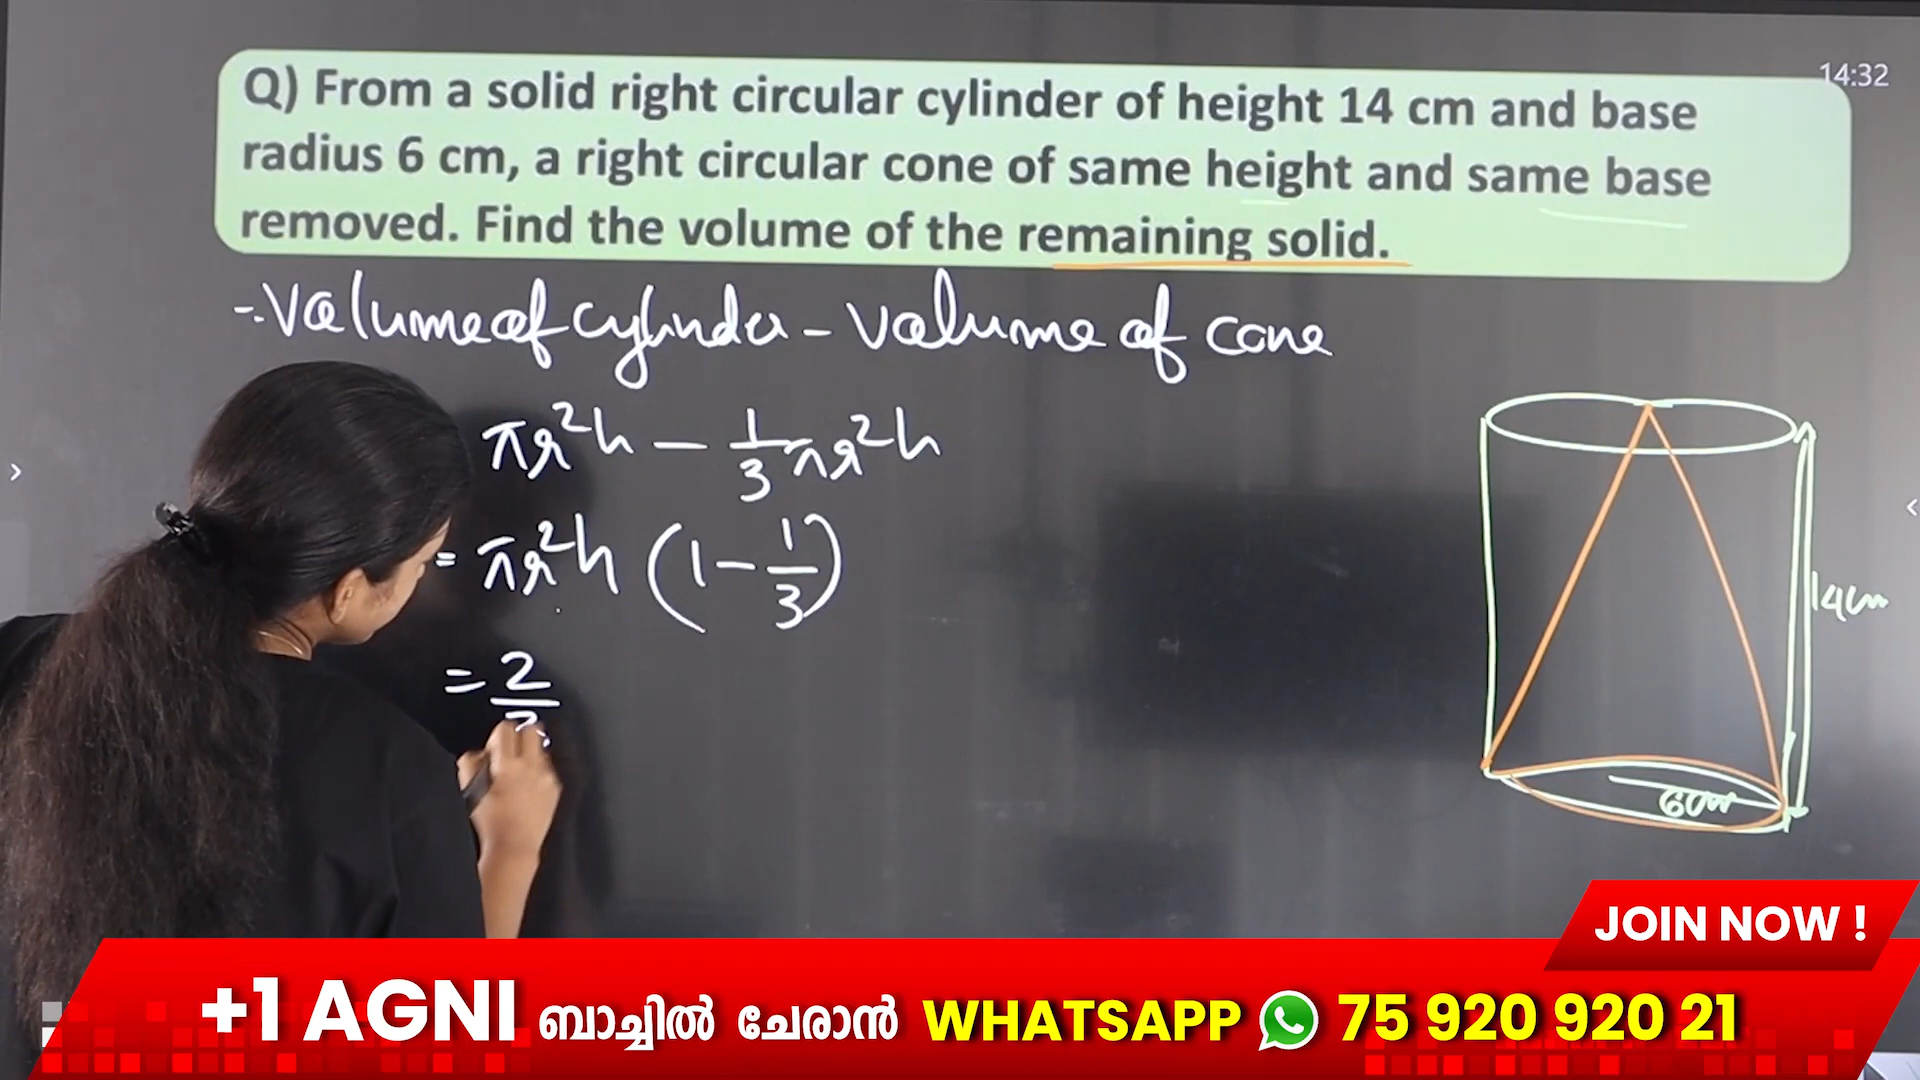 14:32
Q) From a solid right circular cylinder of height 14 cm and base
radius 6 cm, a right circular cone of same height and same base
removed. Find the volume of the remaining solid.
∴ Volume of cylinder - Volume of cone
πr²h - 1/3 πr²h
= πr²h (1 - 1/3)
= 2/3
14cm
6cm
JOIN NOW !
+1 AGNI ബാച്ചിൽ ചേരാൻ WHATSAPP 75 920 920 21